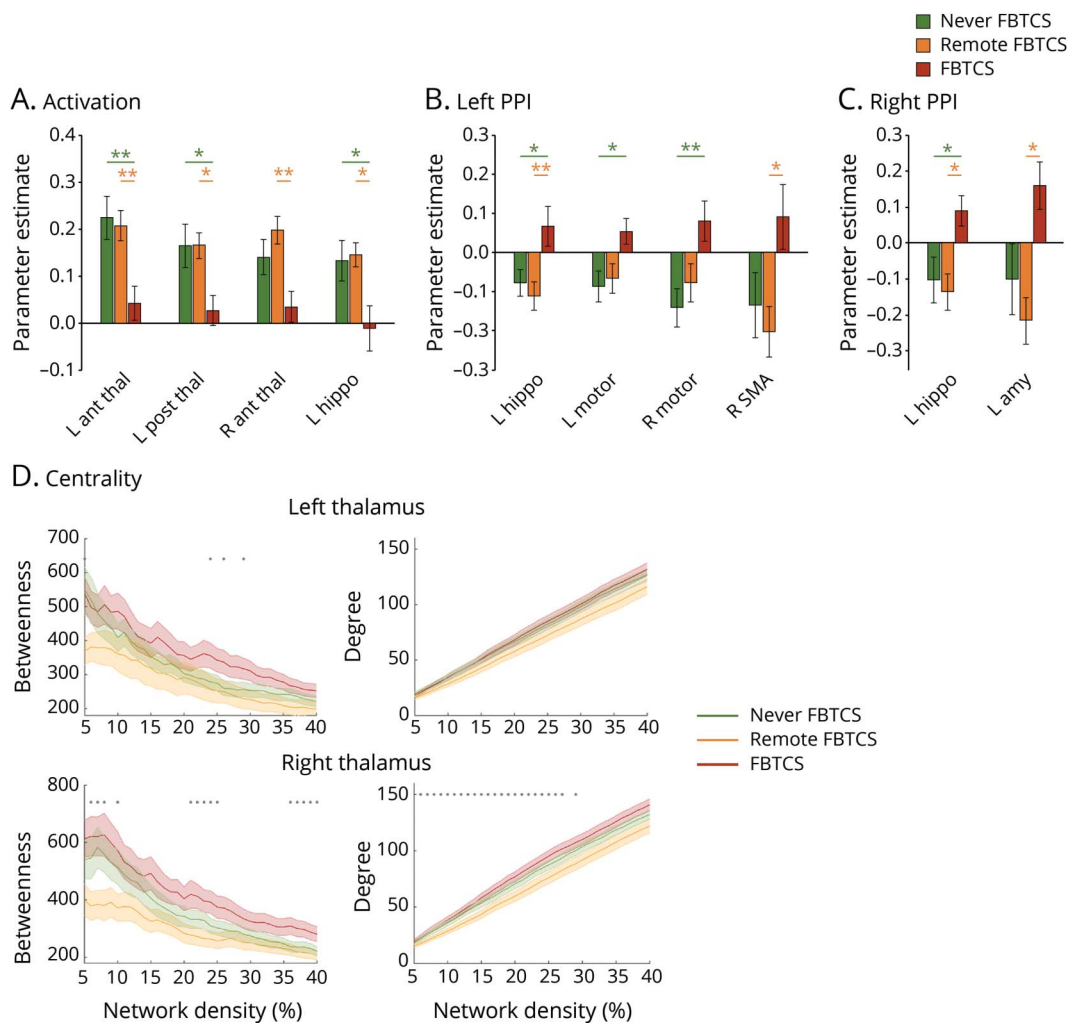 Never FBTCS
Remote FBTCS
FBTCS
A. Activation
Parameter estimate
0.4
0.3
0.2
0.1
0.0
−0.1
** ** * * ** * *
L ant thal
L post thal
R ant thal
L hippo
B. Left PPI
Parameter estimate
0.3
0.2
0.1
0.0
−0.1
−0.3
−0.3
* ** * ** *
L hippo
L motor
R motor
R SMA
C. Right PPI
Parameter estimate
0.3
0.2
0.1
0.0
−0.1
−0.3
−0.3
* * *
L hippo
L amy
D. Centrality
Left thalamus
Betweenness
700
600
500
400
300
200
5 10 15 20 25 30 35 40
Degree
150
100
50
0
5 10 15 20 25 30 35 40
Never FBTCS
Remote FBTCS
FBTCS
Right thalamus
Betweenness
800
600
400
200
5 10 15 20 25 30 35 40
Network density (%)
Degree
150
100
50
0
5 10 15 20 25 30 35 40
Network density (%)